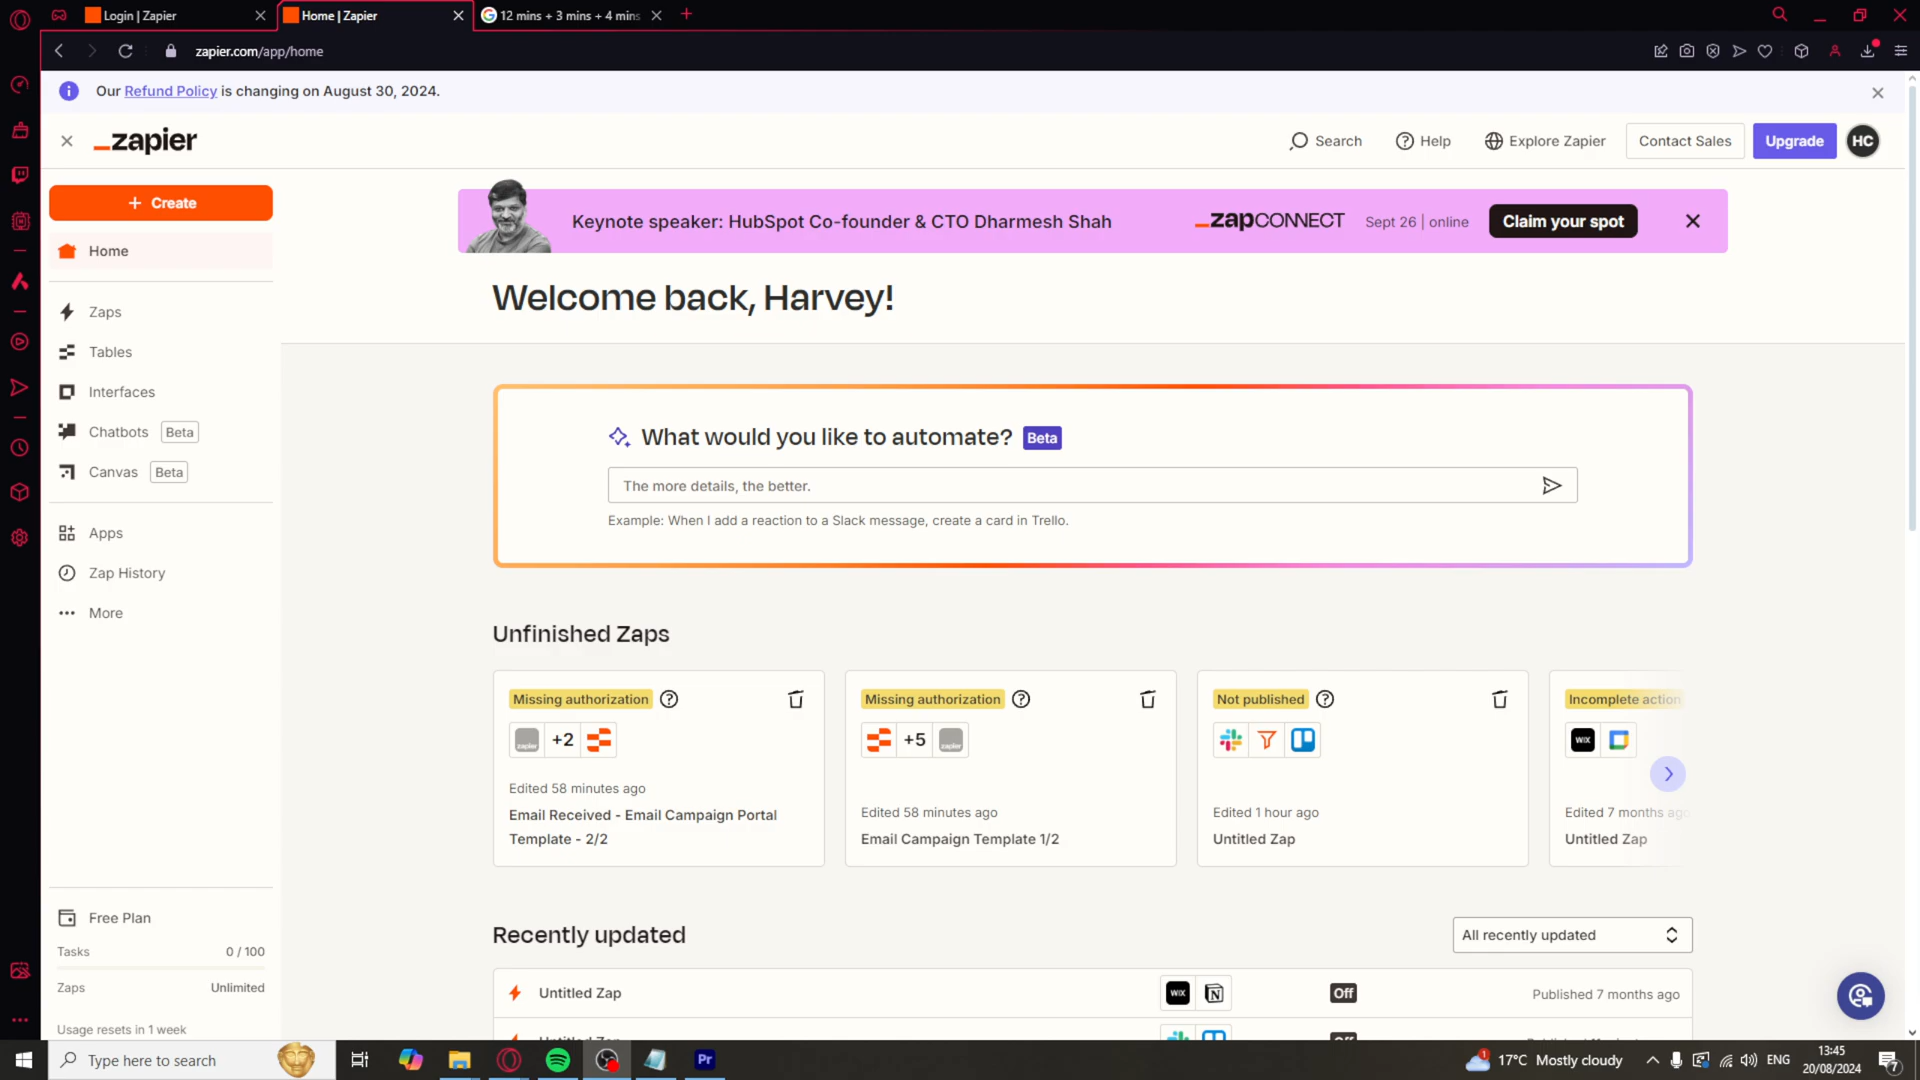 Login | Zapier
Home | Zapier
12 mins + 3 mins + 4 mins
zapier.com/app/home
Our Refund Policy is changing on August 30, 2024.
zapier
Search
Help
Explore Zapier
Contact Sales
Upgrade
HC
+ Create
Home
Zaps
Tables
Interfaces
Chatbots Beta
Canvas Beta
Apps
Zap History
More
Free Plan
Tasks 0 / 100
Zaps Unlimited
Usage resets in 1 week
Keynote speaker: HubSpot Co-founder & CTO Dharmesh Shah
zapCONNECT
Sept 26 | online
Claim your spot
Welcome back, Harvey!
What would you like to automate? Beta
The more details, the better.
Example: When I add a reaction to a Slack message, create a card in Trello.
Unfinished Zaps
Missing authorization
zapier +2
Edited 58 minutes ago
Email Received - Email Campaign Portal
Template - 2/2
Missing authorization
+5 zapier
Edited 58 minutes ago
Email Campaign Template 1/2
Not published
Edited 1 hour ago
Untitled Zap
Incomplete action
WIX
Edited 7 months ago
Untitled Zap
Recently updated
All recently updated
Untitled Zap
WIX
Off
Published 7 months ago
Type here to search
Pr
1
17°C Mostly cloudy
ENG
13:45
20/08/2024
7